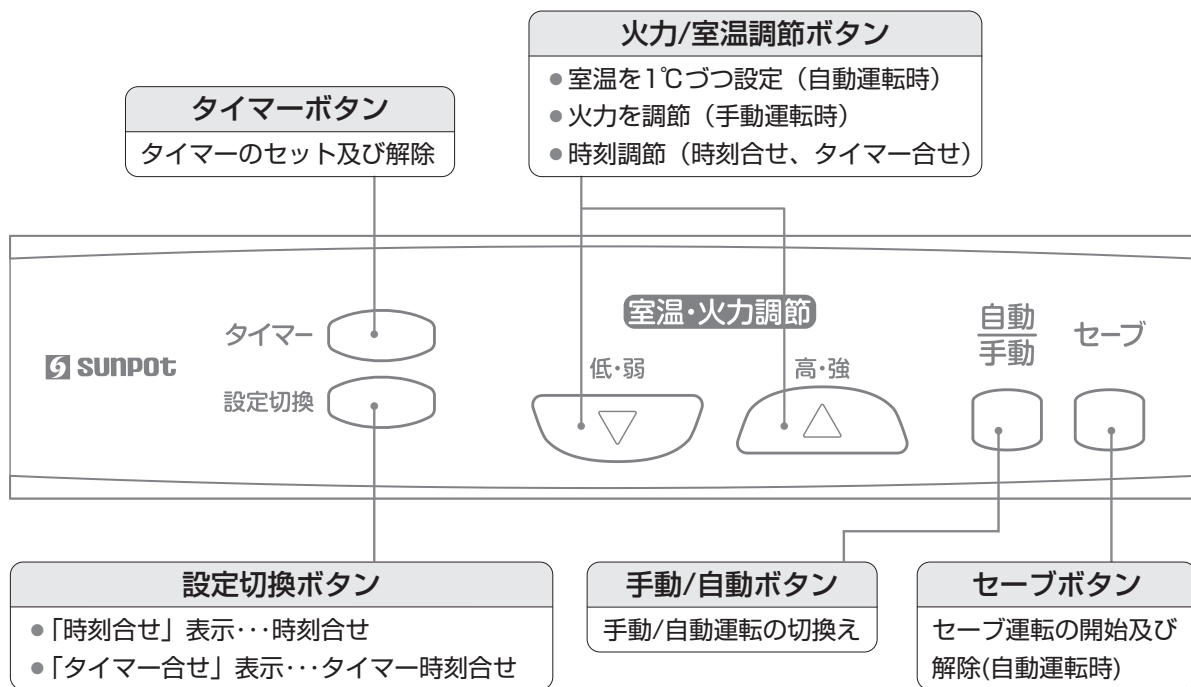 火力/室温調節ボタン
●室温を1℃づつ設定（自動運転時）
●火力を調節（手動運転時）
●時刻調節（時刻合せ、タイマー合せ）
タイマーボタン
タイマーのセット及び解除
室温・火力調節
タイマー
設定切換
sunpot
低・弱
高・強
自動
手動
セーブ
設定切換ボタン
●「時刻合せ」表示･･･時刻合せ
●「タイマー合せ」表示･･･タイマー時刻合せ
手動/自動ボタン
手動/自動運転の切換え
セーブボタン
セーブ運転の開始及び
解除(自動運転時)